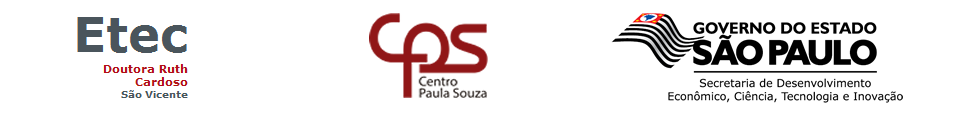 Etec
Doutora Ruth
Cardoso
São Vicente
cps
Centro
Paula Souza
GOVERNO DO ESTADO
SÃO PAULO
Secretaria de Desenvolvimento
Econômico, Ciência, Tecnologia e Inovação